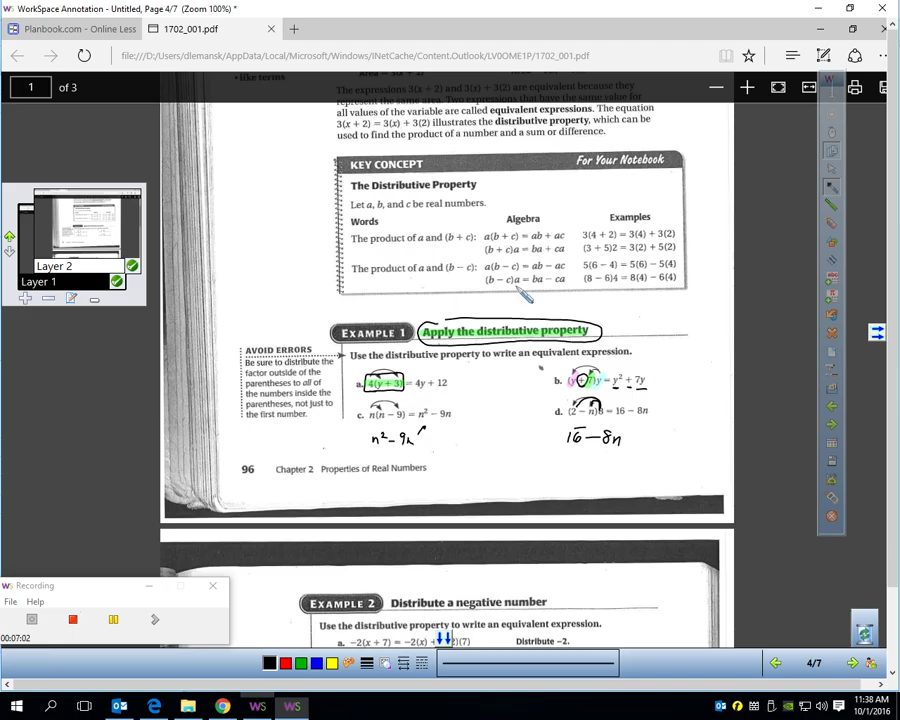 WorkSpace Annotation - Untitled, Page 4/7 (Zoom 100%) *
Planbook.com - Online Less
1702_001.pdf
file:///D:/Users/dlemansk/AppData/Local/Microsoft/Windows/INetCache/Content.Outlook/LV0OME1P/1702_001.pdf
1 of 3
• like terms
The expressions 3(x + 2) and 3(x) + 3(2) are equivalent because they
represent the same area. Two expressions that have the same value for
all values of the variable are called equivalent expressions. The equation
3(x + 2) = 3(x) + 3(2) illustrates the distributive property, which can be
used to find the product of a number and a sum or difference.
KEY CONCEPT For Your Notebook
The Distributive Property
Let a, b, and c be real numbers.
Words Algebra Examples
The product of a and (b + c): a(b + c) = ab + ac 3(4 + 2) = 3(4) + 3(2)
(b + c)a = ba + ca (3 + 5)2 = 3(2) + 5(2)
The product of a and (b − c): a(b − c) = ab − ac 5(6 − 4) = 5(6) − 5(4)
(b − c)a = ba − ca (8 − 6)4 = 8(4) − 6(4)
Layer 2
Layer 1
EXAMPLE 1 Apply the distributive property
AVOID ERRORS
Be sure to distribute the
factor outside of the
parentheses to all of
the numbers inside the
parentheses, not just to
the first number.
Use the distributive property to write an equivalent expression.
a. 4(y + 3) = 4y + 12
b. (y + 7)y = y² + 7y
c. n(n − 9) = n² − 9n
d. (2 − n)8 = 16 − 8n
n² − 9n
16 − 8n
96 Chapter 2 Properties of Real Numbers
Recording
File Help
00:07:02
EXAMPLE 2 Distribute a negative number
Use the distributive property to write an equivalent expression.
a. −2(x + 7) = −2(x) + 2)(7) Distribute −2.
4/7
11:38 AM
10/1/2016